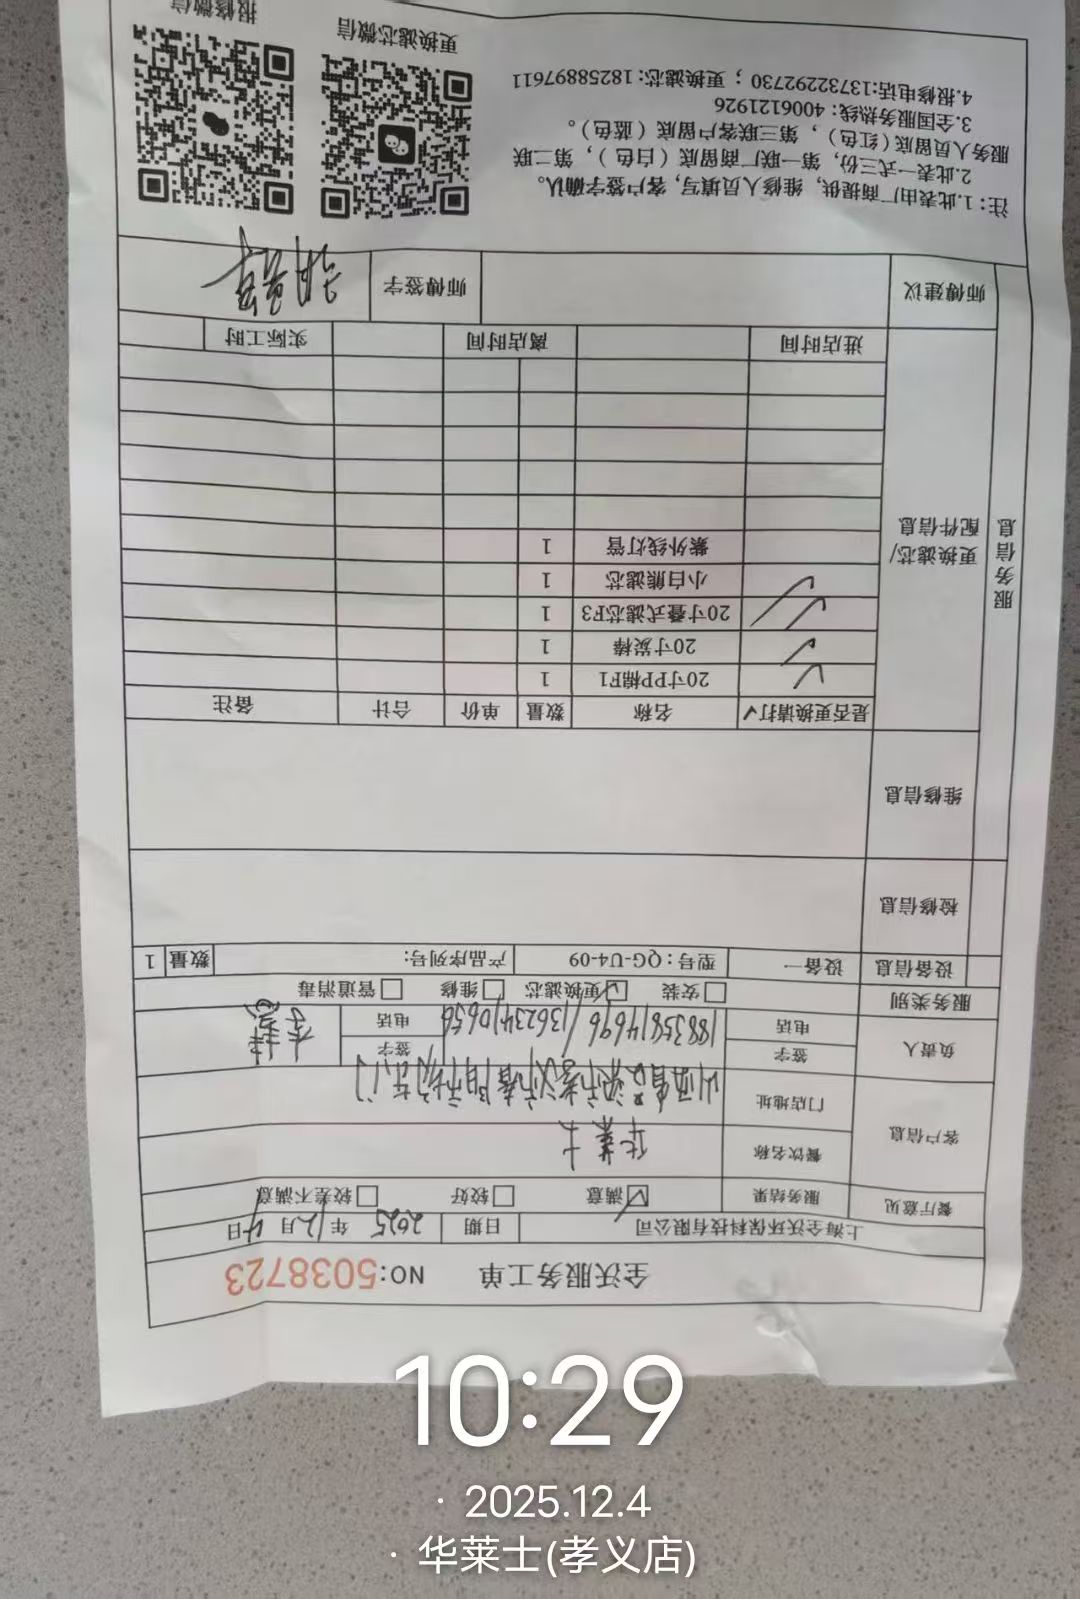 全沃服务工单 NO:5038723
上海全沃环保科技有限公司 日期 2025 年 12 月 4 日
餐厅意见 服务结果 ☑满意 □较好 □较差不满意
客户信息 餐饮名称 华莱士
门店地址 山西省吕梁市孝义市
负责人 签字 签字
电话 18835814696 / 13623410656 电话
服务类别 □安装 ☑更换滤芯 □维修 □管道消毒
设备信息 设备一 型号：QG-U4-09 产品序列号： 数量 1
检修信息
维修信息
服务信息
更换滤芯/配件信息
是否更换请打✓ 名称 数量 单价 合计 备注
✓ 20寸PP棉F1 1
✓ 20寸炭棒 1
✓ 20寸叠式滤芯F3 1
✓ 小白熊滤芯 1
紫外线灯管 1
进店时间 离店时间 实际工时
师傅建议 师傅签字
注：1.此表由厂商提供，维修人员填写，客户签字确认。
2.此表一式三份，第一联厂商留底（白色），第二联
服务人员留底（红色），第三联客户留底（蓝色）。
3.全国服务热线：4006121926
4.报修电话:13732292730；更换滤芯：18258897611
更换滤芯微信
报修微信
10:29
· 2025.12.4
· 华莱士(孝义店)